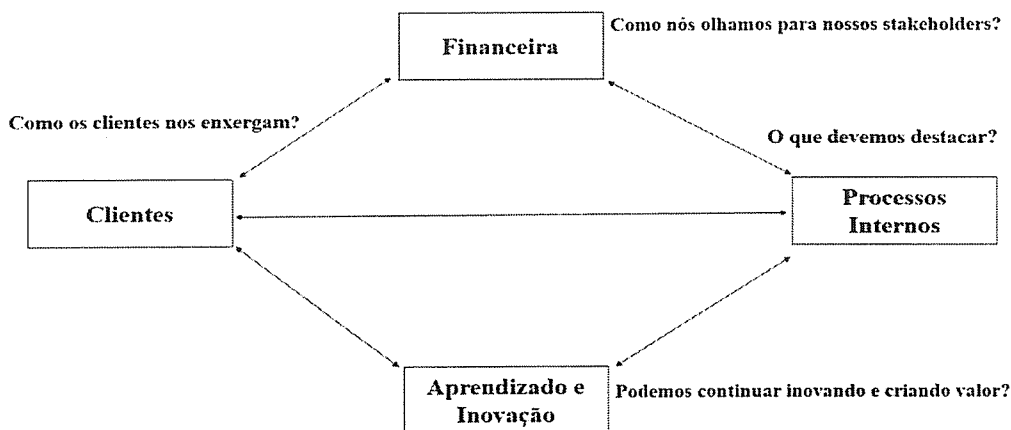 Como nós olhamos para nossos stakeholders?
Financeira
Como os clientes nos enxergam?
O que devemos destacar?
Clientes
Processos
Internos
Aprendizado e
Inovação
Podemos continuar inovando e criando valor?